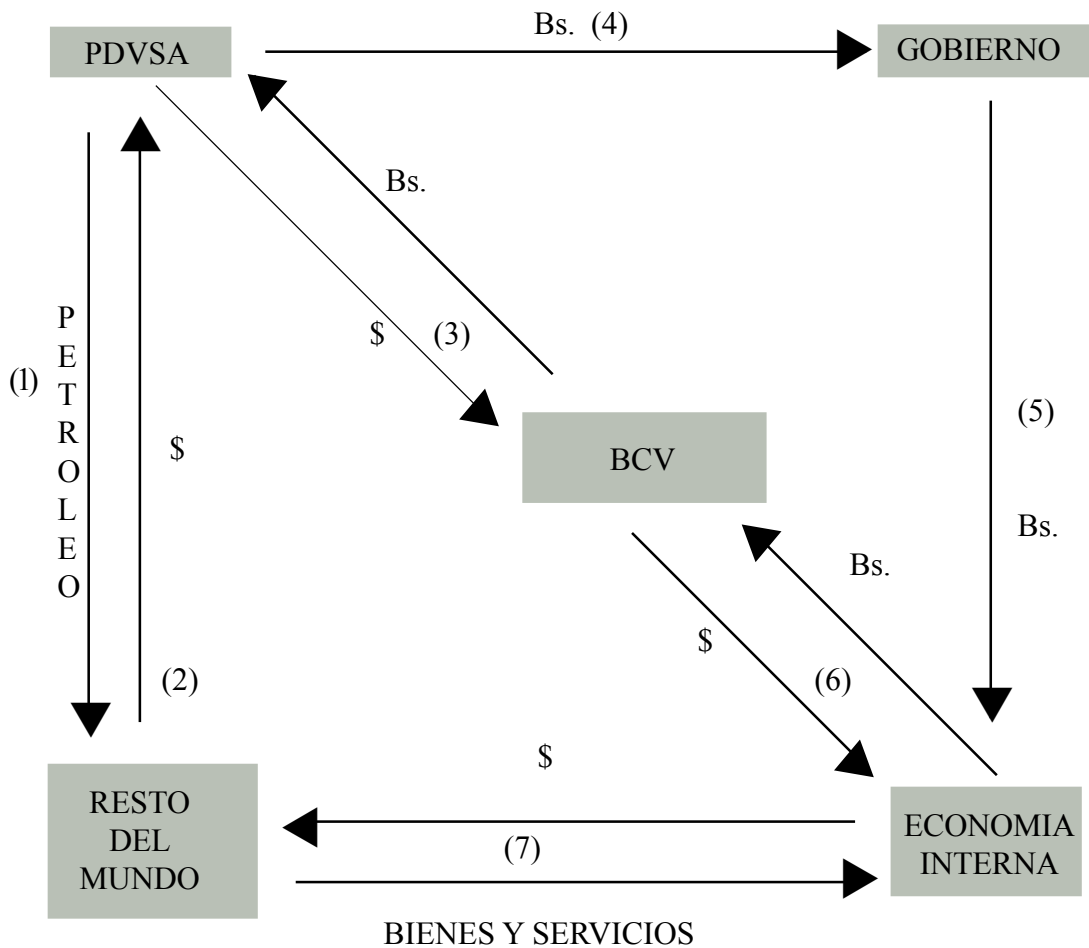 Bs. (4)
PDVSA
GOBIERNO
Bs.
P
E
T
R
O
L
E
O
(1)
$
$
(3)
(5)
BCV
Bs.
Bs.
$
(2)
(6)
$
RESTO
DEL
MUNDO
(7)
ECONOMIA
INTERNA
BIENES Y SERVICIOS